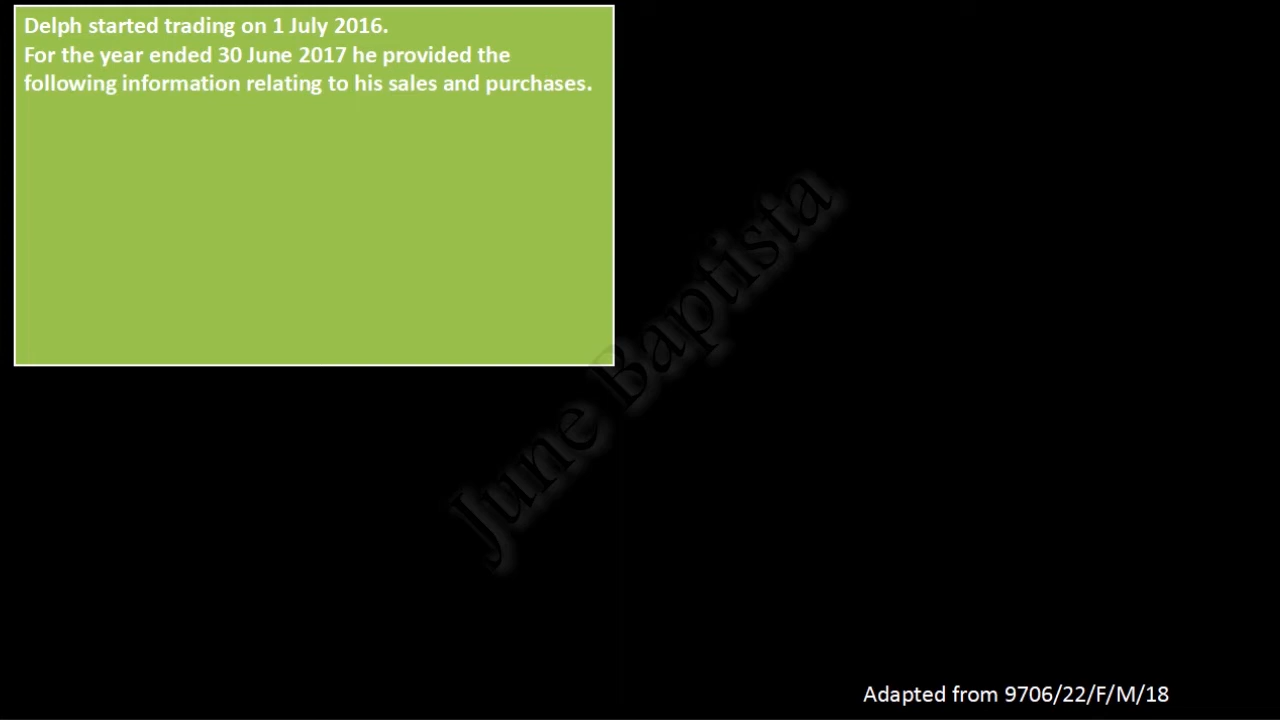 Delph started trading on 1 July 2016.
For the year ended 30 June 2017 he provided the
following information relating to his sales and purchases.
June Baptista
Adapted from 9706/22/F/M/18